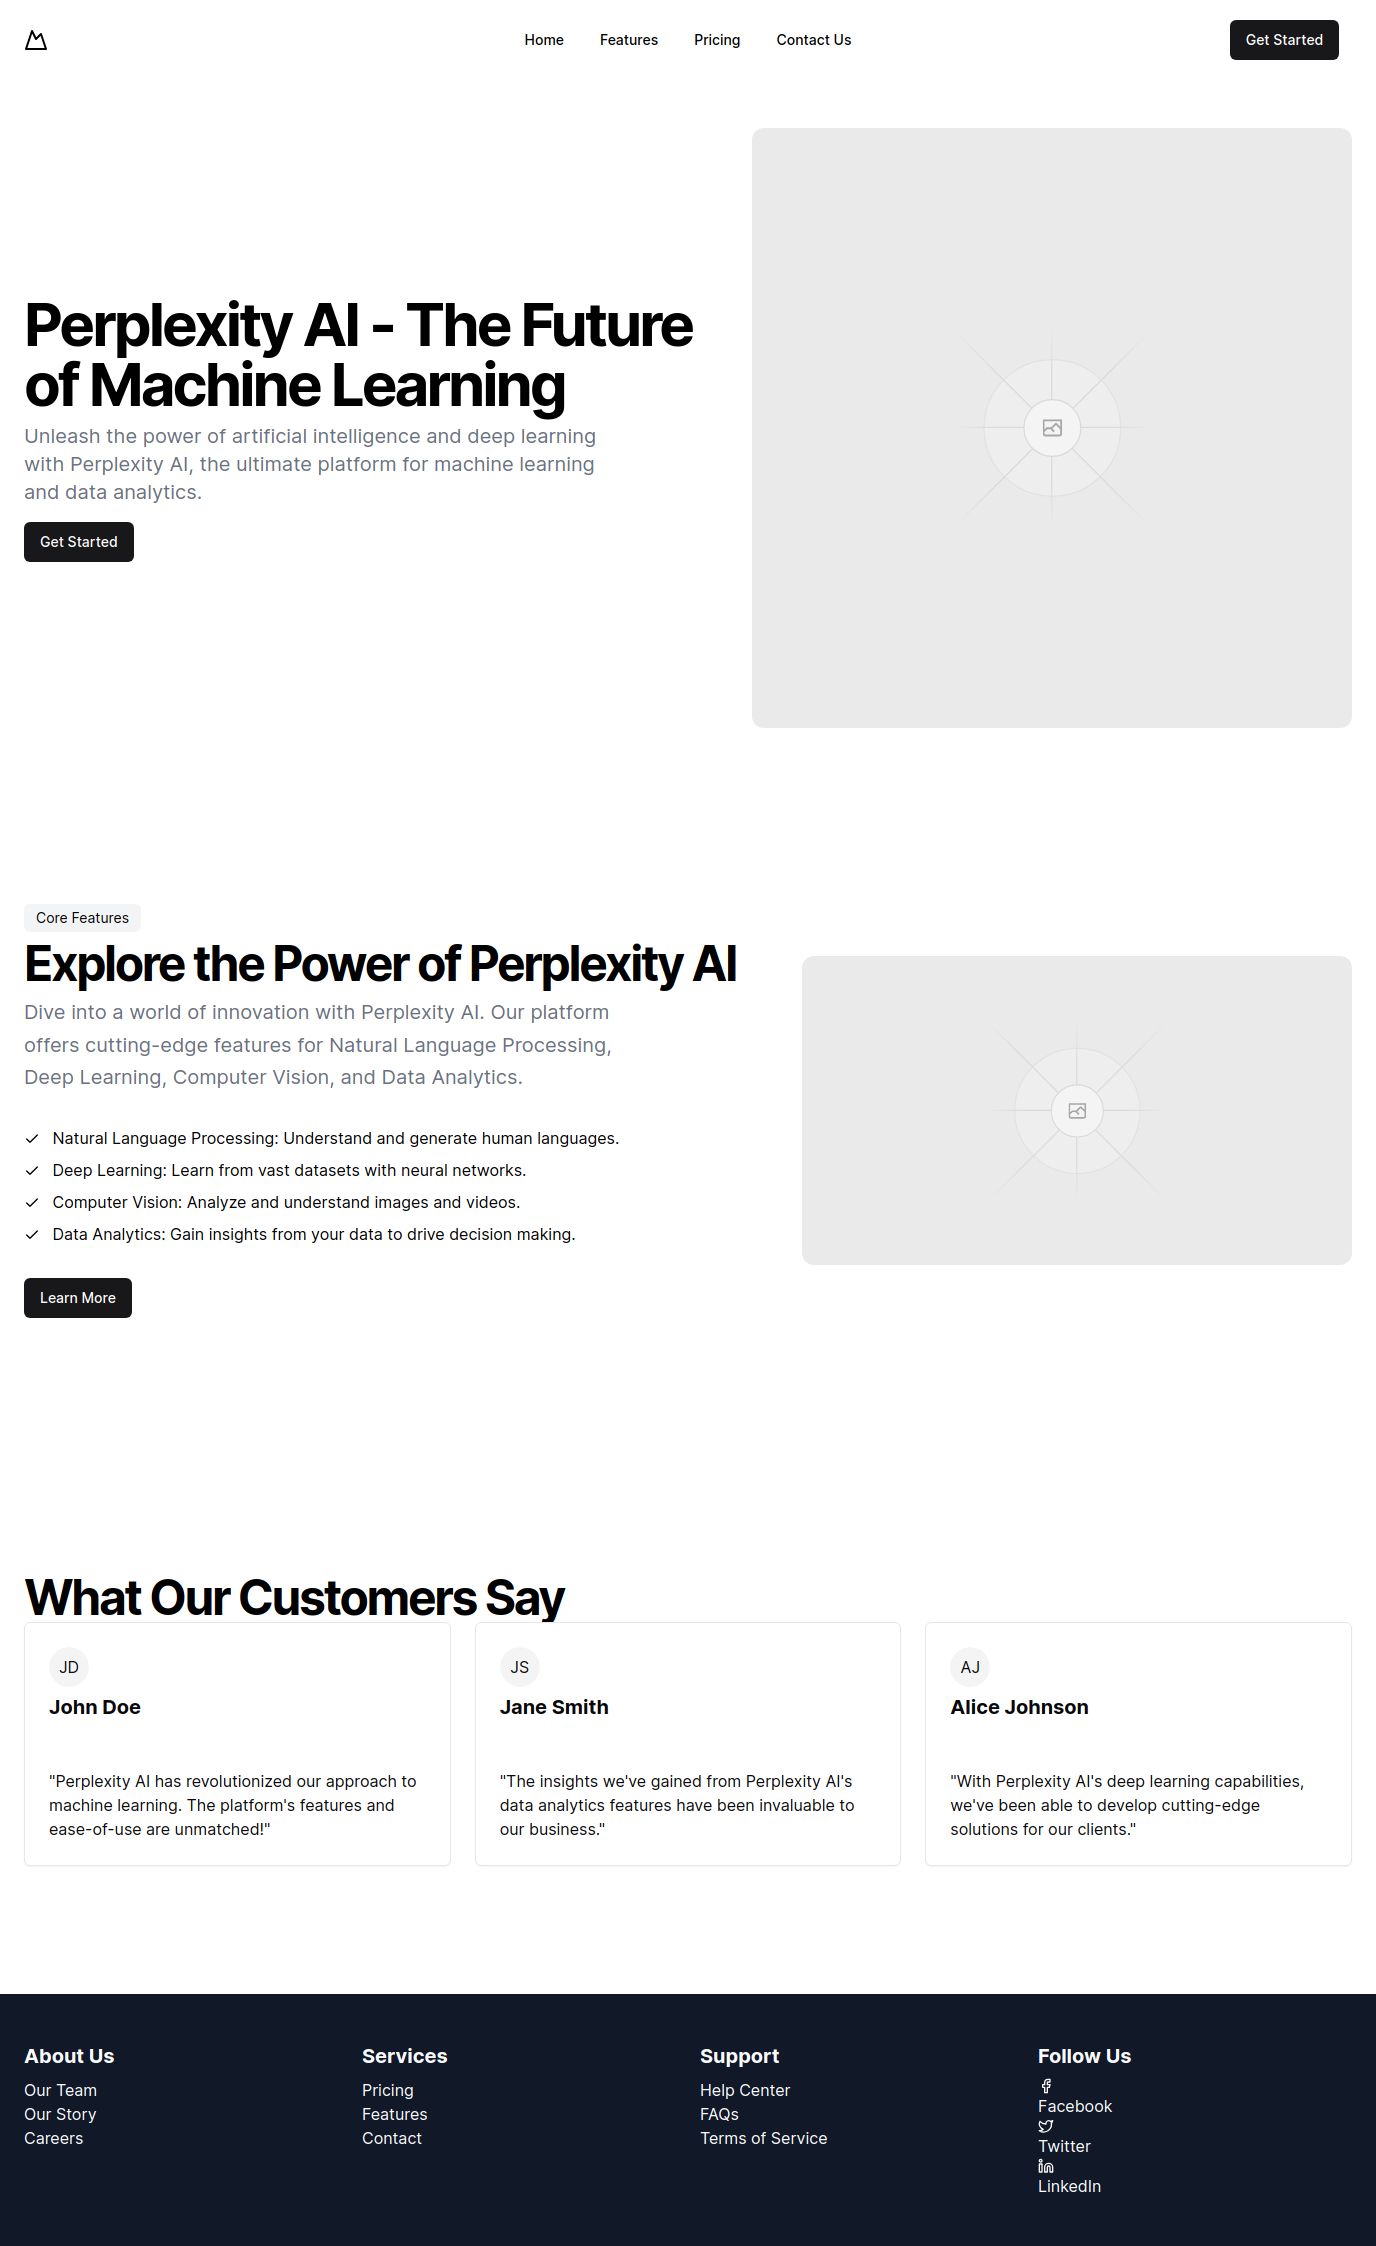 Home Features Pricing Contact Us Get Started
Perplexity AI - The Future
of Machine Learning
Unleash the power of artificial intelligence and deep learning
with Perplexity AI, the ultimate platform for machine learning
and data analytics.
Get Started
Core Features
Explore the Power of Perplexity AI
Dive into a world of innovation with Perplexity AI. Our platform
offers cutting-edge features for Natural Language Processing,
Deep Learning, Computer Vision, and Data Analytics.
Natural Language Processing: Understand and generate human languages.
Deep Learning: Learn from vast datasets with neural networks.
Computer Vision: Analyze and understand images and videos.
Data Analytics: Gain insights from your data to drive decision making.
Learn More
What Our Customers Say
JD
John Doe
"Perplexity AI has revolutionized our approach to
machine learning. The platform's features and
ease-of-use are unmatched!"
JS
Jane Smith
"The insights we've gained from Perplexity AI's
data analytics features have been invaluable to
our business."
AJ
Alice Johnson
"With Perplexity AI's deep learning capabilities,
we've been able to develop cutting-edge
solutions for our clients."
About Us
Our Team
Our Story
Careers
Services
Pricing
Features
Contact
Support
Help Center
FAQs
Terms of Service
Follow Us
Facebook
Twitter
LinkedIn